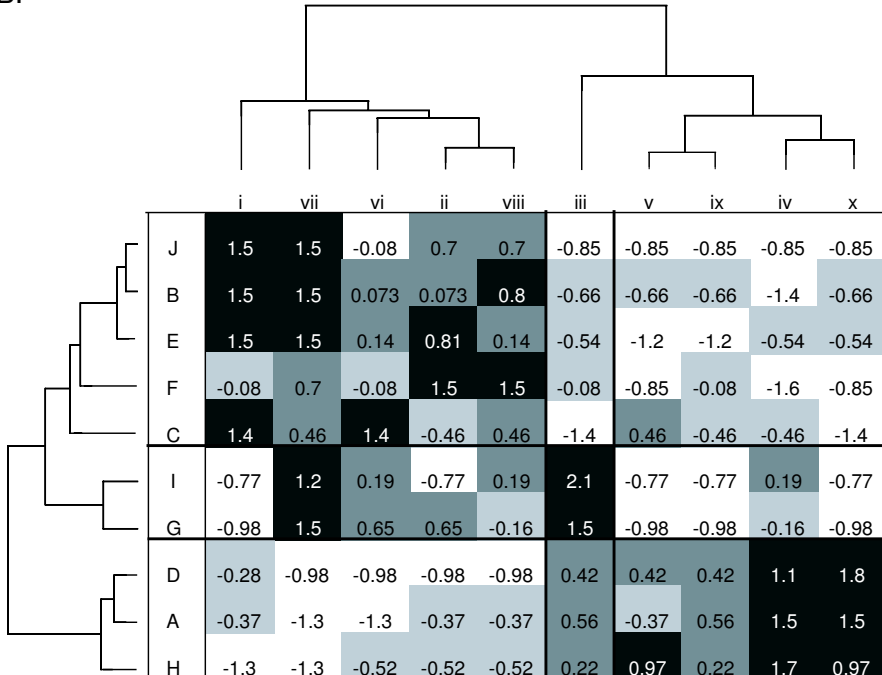 i vii vi ii viii iii v ix iv x
J 1.5 1.5 -0.08 0.7 0.7 -0.85 -0.85 -0.85 -0.85 -0.85
B 1.5 1.5 0.073 0.073 0.8 -0.66 -0.66 -0.66 -1.4 -0.66
E 1.5 1.5 0.14 0.81 0.14 -0.54 -1.2 -1.2 -0.54 -0.54
F -0.08 0.7 -0.08 1.5 1.5 -0.08 -0.85 -0.08 -1.6 -0.85
C 1.4 0.46 1.4 -0.46 0.46 -1.4 0.46 -0.46 -0.46 -1.4
I -0.77 1.2 0.19 -0.77 0.19 2.1 -0.77 -0.77 0.19 -0.77
G -0.98 1.5 0.65 0.65 -0.16 1.5 -0.98 -0.98 -0.16 -0.98
D -0.28 -0.98 -0.98 -0.98 -0.98 0.42 0.42 0.42 1.1 1.8
A -0.37 -1.3 -1.3 -0.37 -0.37 0.56 -0.37 0.56 1.5 1.5
H -1.3 -1.3 -0.52 -0.52 -0.52 0.22 0.97 0.22 1.7 0.97